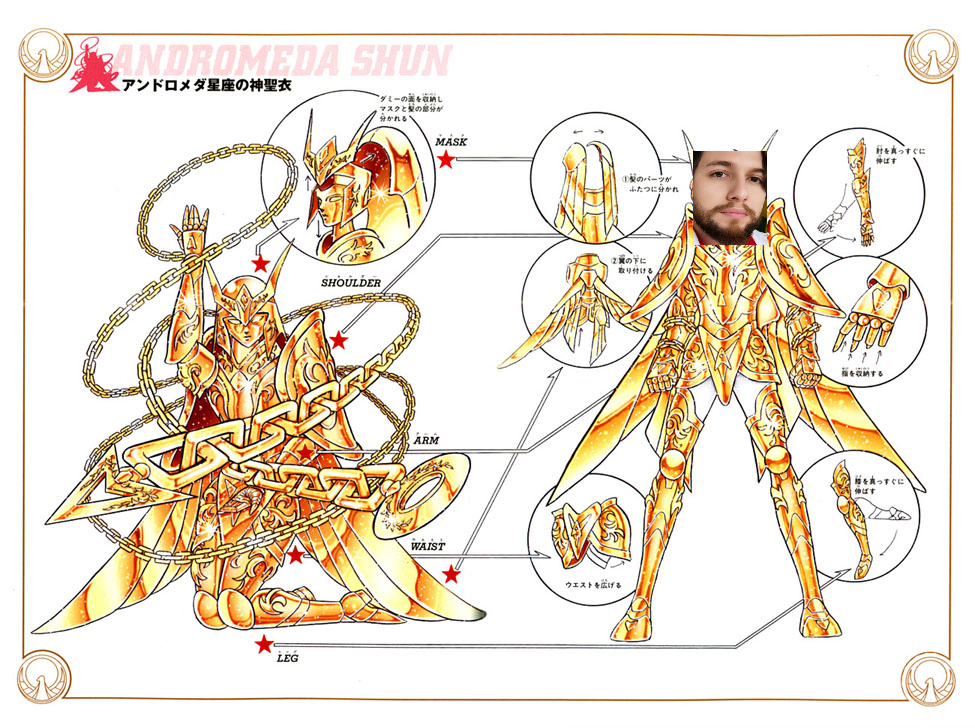 ANDROMEDA SHUN
アンドロメダ星座の神聖衣
ダミーの面を収納し
マスクと髪の部分が
分かれる
MASK
①髪のパーツが
ふたつに分かれ
肘を真っすぐに
伸ばす
②翼の下に
取り付ける
SHOULDER
指を収納する
ARM
膝を真っすぐに
伸ばす
WAIST
ウエストを広げる
LEG